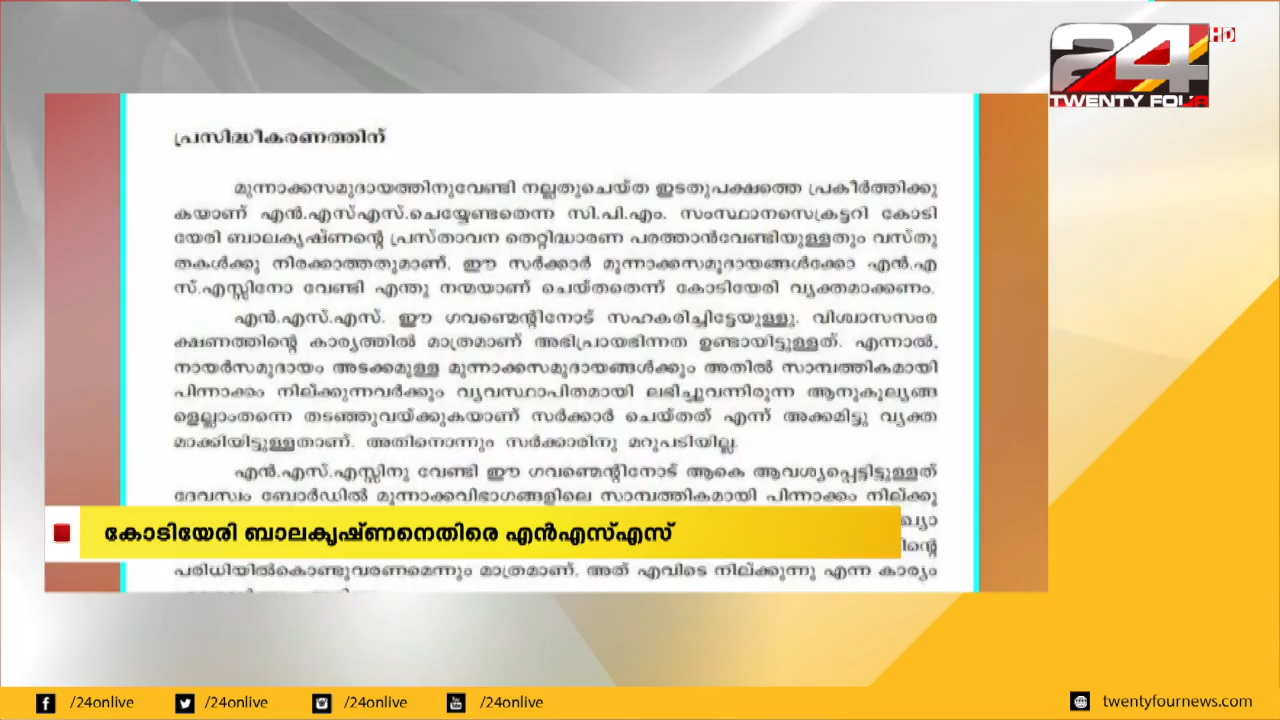 24 HD
TWENTY FOUR
പ്രസിദ്ധീകരണത്തിന്
മുന്നാക്കസമുദായത്തിനുവേണ്ടി നല്ലതുചെയ്ത ഇടതുപക്ഷത്തെ പ്രകീർത്തിക്കു
കയാണ് എൻ.എസ്എസ്.ചെയ്യേണ്ടതെന്ന സി.പി.എം. സംസ്ഥാനസെക്രട്ടറി കോടി
യേരി ബാലകൃഷ്ണന്റെ പ്രസ്താവന തെറ്റിദ്ധാരണ പരത്താൻവേണ്ടിയുള്ളതും വസ്തു
തകൾക്കു നിരക്കാത്തതുമാണ്. ഈ സർക്കാർ മുന്നാക്കസമുദായങ്ങൾക്കോ എൻ.എ
സ്.എസ്സിനോ വേണ്ടി എന്തു നന്മയാണ് ചെയ്തതെന്ന് കോടിയേരി വ്യക്തമാക്കണം.
എൻ.എസ്.എസ്. ഈ ഗവണ്മെന്റിനോട് സഹകരിച്ചിട്ടേയുള്ളു. വിശ്വാസസംര
ക്ഷണത്തിന്റെ കാര്യത്തിൽ മാത്രമാണ് അഭിപ്രായഭിന്നത ഉണ്ടായിട്ടുള്ളത്. എന്നാൽ,
നായർസമുദായം അടക്കമുള്ള മുന്നാക്കസമുദായങ്ങൾക്കും അതിൽ സാമ്പത്തികമായി
പിന്നാക്കം നില്ക്കുന്നവർക്കും വ്യവസ്ഥാപിതമായി ലഭിച്ചുവന്നിരുന്ന ആനുകൂല്യങ്ങ
ളെല്ലാംതന്നെ തടഞ്ഞുവയ്ക്കുകയാണ് സർക്കാർ ചെയ്തത് എന്ന് അക്കമിട്ടു വ്യക്ത
മാക്കിയിട്ടുള്ളതാണ്. അതിനൊന്നും സർക്കാരിനു മറുപടിയില്ല.
എൻ.എസ്.എസ്സിനു വേണ്ടി ഈ ഗവണ്മെന്റിനോട് ആകെ ആവശ്യപ്പെട്ടിട്ടുള്ളത്
ദേവസ്വം ബോർഡിൽ മുന്നാക്കവിഭാഗങ്ങളിലെ സാമ്പത്തികമായി പിന്നാക്കം നില്ക്കു
കോടിയേരി ബാലകൃഷ്ണനെതിരെ എൻഎസ്എസ്
പരിധിയിൽകൊണ്ടുവരണമെന്നും മാത്രമാണ്. അത് എവിടെ നില്ക്കുന്നു എന്ന കാര്യം
/24onlive /24onlive /24onlive /24onlive twentyfournews.com